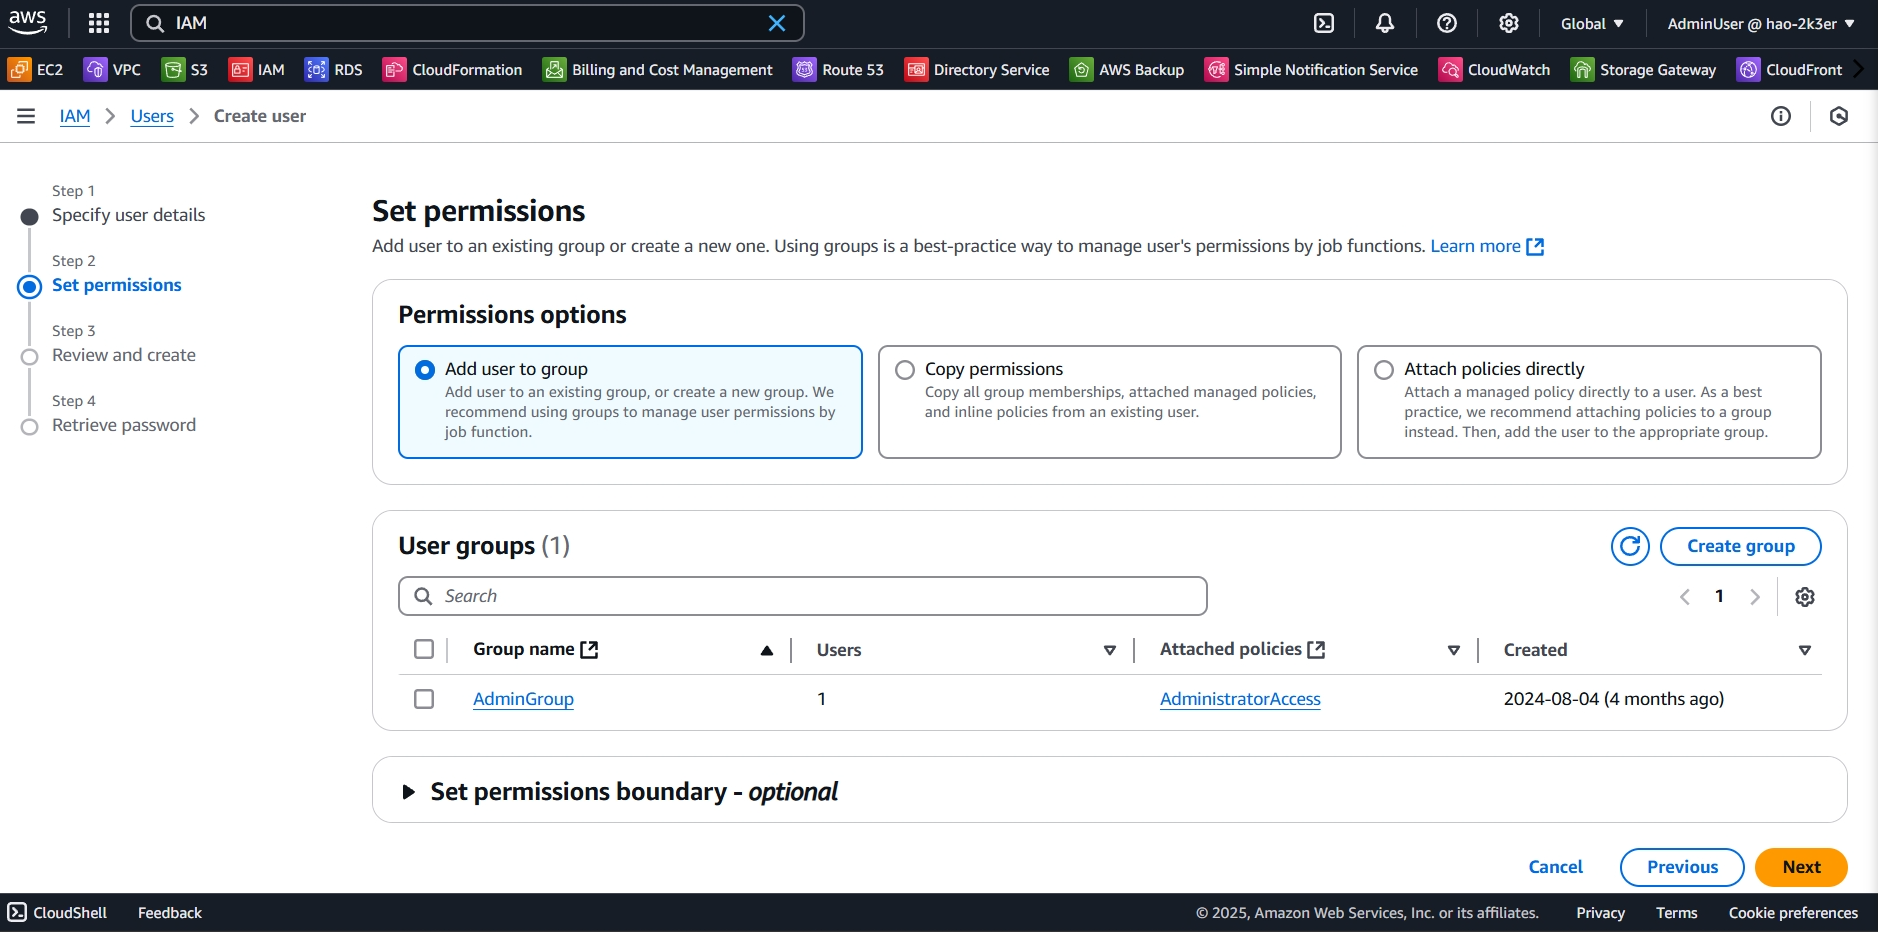 aws
IAM
Global
AdminUser @ hao-2k3er
EC2 VPC S3 IAM RDS CloudFormation Billing and Cost Management Route 53 Directory Service AWS Backup Simple Notification Service CloudWatch Storage Gateway CloudFront
IAM Users Create user
Step 1
Specify user details
Step 2
Set permissions
Step 3
Review and create
Step 4
Retrieve password
Set permissions
Add user to an existing group or create a new one. Using groups is a best-practice way to manage user's permissions by job functions. Learn more
Permissions options
Add user to group
Add user to an existing group, or create a new group. We
recommend using groups to manage user permissions by
job function.
Copy permissions
Copy all group memberships, attached managed policies,
and inline policies from an existing user.
Attach policies directly
Attach a managed policy directly to a user. As a best
practice, we recommend attaching policies to a group
instead. Then, add the user to the appropriate group.
User groups (1)
Create group
Search
1
Group name Users Attached policies Created
AdminGroup 1 AdministratorAccess 2024-08-04 (4 months ago)
Set permissions boundary - optional
Cancel Previous Next
CloudShell Feedback © 2025, Amazon Web Services, Inc. or its affiliates. Privacy Terms Cookie preferences